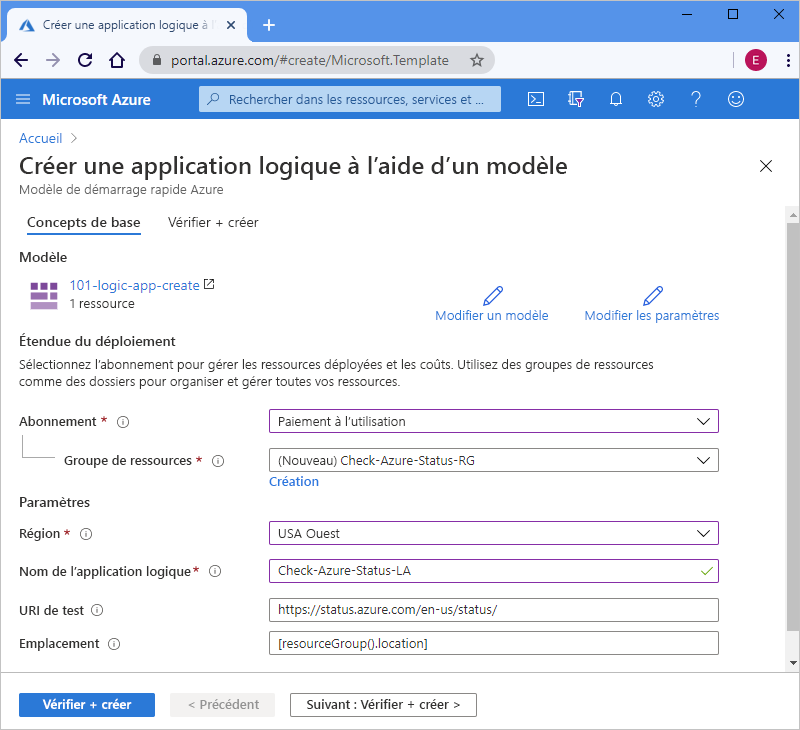 Créer une application logique à l'
portal.azure.com/#create/Microsoft.Template
E
Microsoft Azure
Rechercher dans les ressources, services et ...
Accueil
Créer une application logique à l'aide d'un modèle
Modèle de démarrage rapide Azure
Concepts de base Vérifier + créer
Modèle
101-logic-app-create
1 ressource
Modifier un modèle Modifier les paramètres
Étendue du déploiement
Sélectionnez l'abonnement pour gérer les ressources déployées et les coûts. Utilisez des groupes de ressources
comme des dossiers pour organiser et gérer toutes vos ressources.
Abonnement * Paiement à l'utilisation
Groupe de ressources * (Nouveau) Check-Azure-Status-RG
Création
Paramètres
Région * USA Ouest
Nom de l'application logique* Check-Azure-Status-LA
URI de test https://status.azure.com/en-us/status/
Emplacement [resourceGroup().location]
Vérifier + créer < Précédent Suivant : Vérifier + créer >